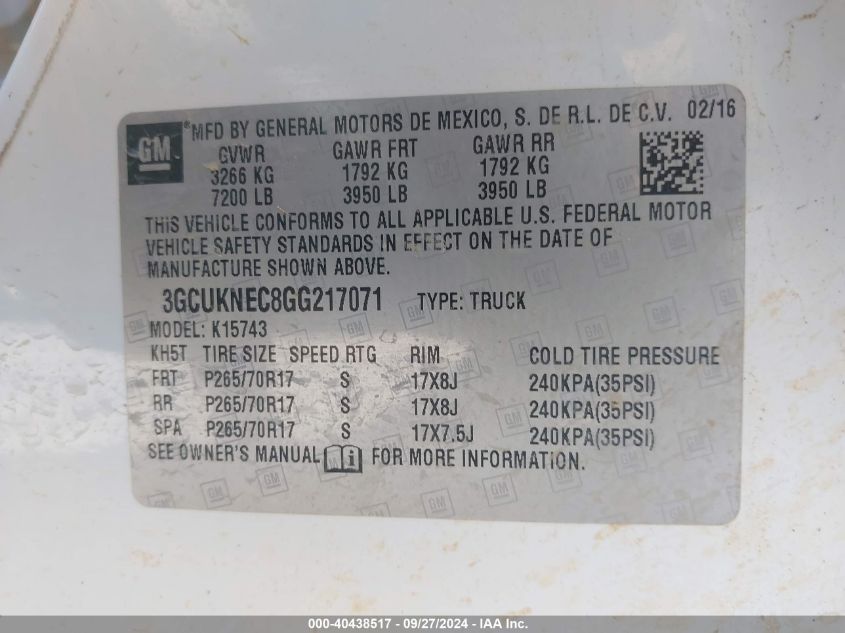 GM
®MFD BY GENERAL MOTORS DE MEXICO, S. DE R.L. DE C.V. 02/16
GVWR GAWR FRT GAWR RR
3266 KG 1792 KG 1792 KG
7200 LB 3950 LB 3950 LB
THIS VEHICLE CONFORMS TO ALL APPLICABLE U.S. FEDERAL MOTOR
VEHICLE SAFETY STANDARDS IN EFFECT ON THE DATE OF
MANUFACTURE SHOWN ABOVE.
3GCUKNEC8GG217071 TYPE: TRUCK
MODEL: K15743
KH5T TIRE SIZE SPEED RTG RIM COLD TIRE PRESSURE
FRT P265/70R17 S 17X8J 240KPA(35PSI)
RR P265/70R17 S 17X8J 240KPA(35PSI)
SPA P265/70R17 S 17X7.5J 240KPA(35PSI)
SEE OWNER'S MANUAL i FOR MORE INFORMATION.
000-40438517 - 09/27/2024 - IAA Inc.